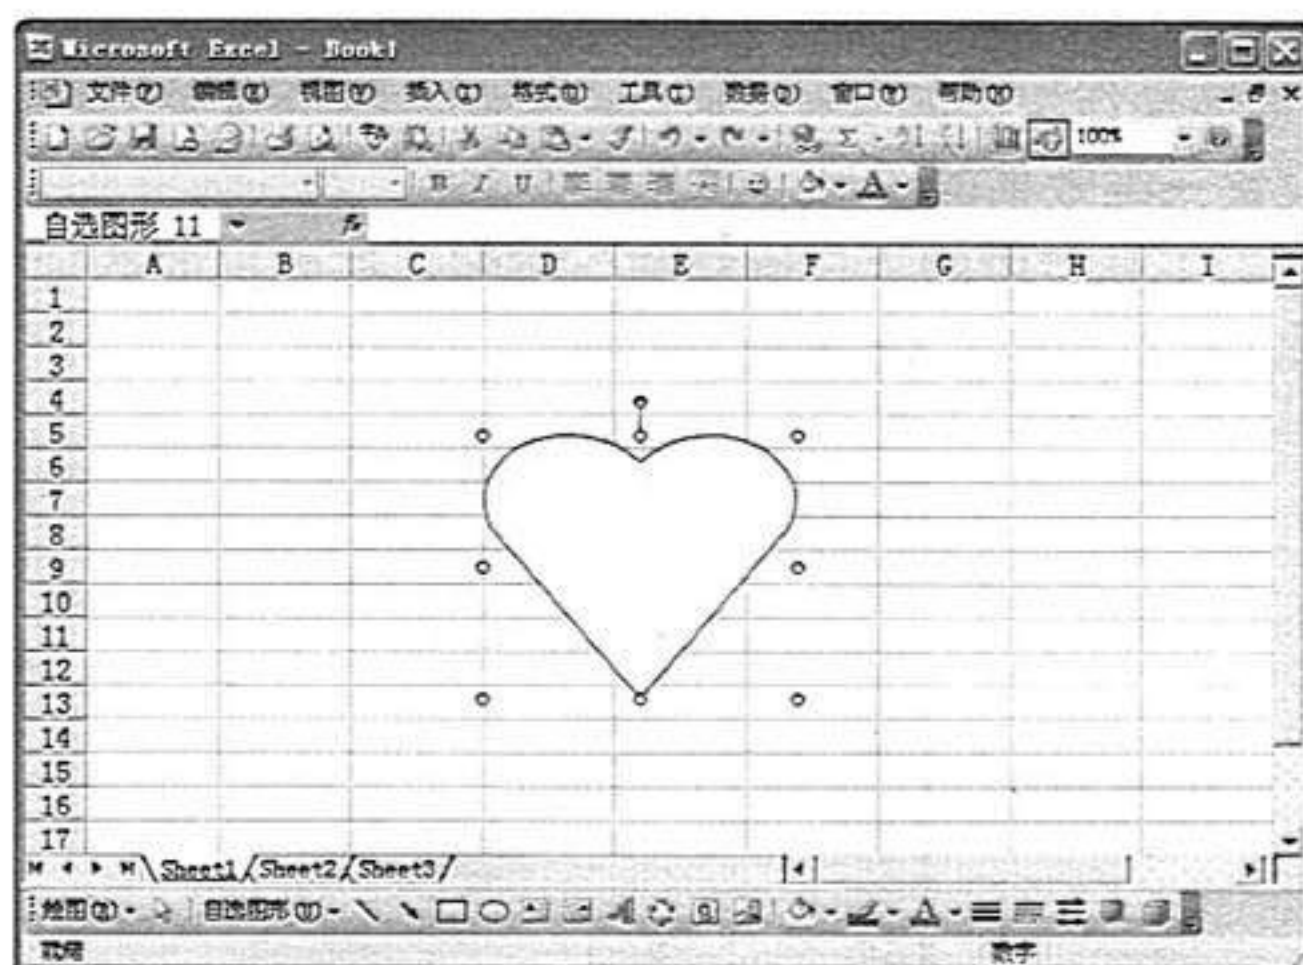 Microsoft Excel - Book1
文件(F) 编辑(E) 视图(V) 插入(I) 格式(O) 工具(T) 数据(D) 窗口(W) 帮助(H)
100%
B I U A
自选图形 11 fx
A B C D E F G H I
1
2
3
4
5
6
7
8
9
10
11
12
13
14
15
16
17
Sheet1 Sheet2 Sheet3
绘图(R) 自选图形(U) A
就绪 数字